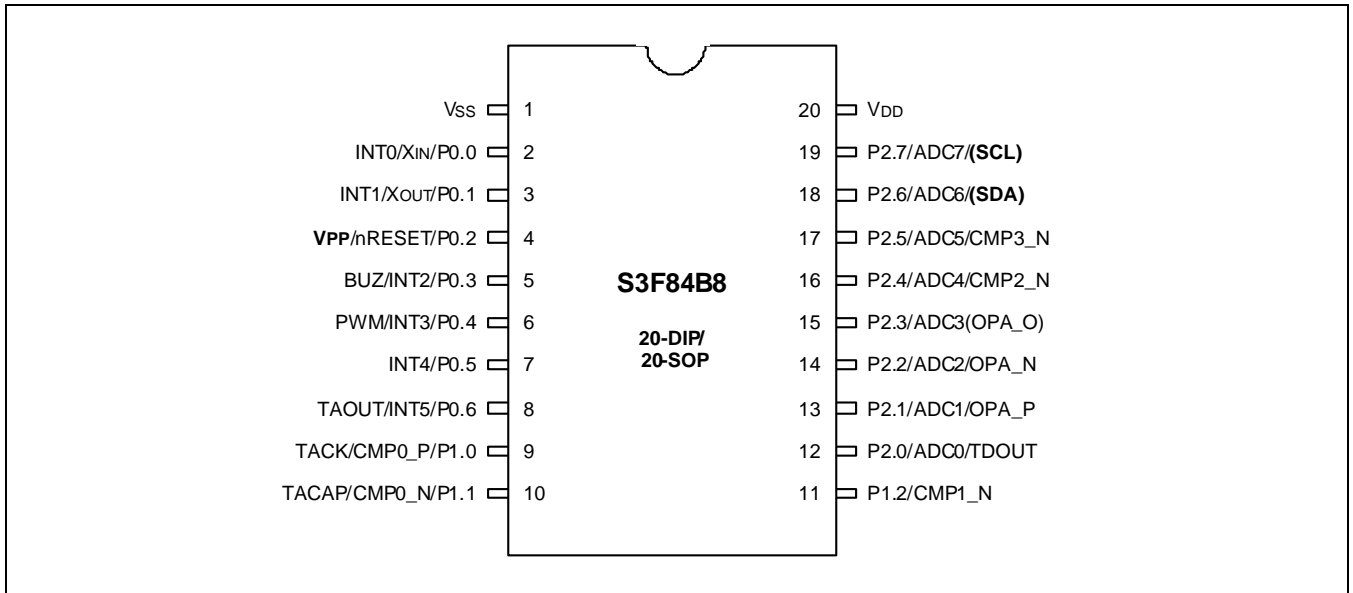 VSS 1 20 VDD
INT0/XIN/P0.0 2 19 P2.7/ADC7/(SCL)
INT1/XOUT/P0.1 3 18 P2.6/ADC6/(SDA)
VPP/nRESET/P0.2 4 17 P2.5/ADC5/CMP3_N
BUZ/INT2/P0.3 5 S3F84B8 16 P2.4/ADC4/CMP2_N
PWM/INT3/P0.4 6 20-DIP/ 15 P2.3/ADC3(OPA_O)
INT4/P0.5 7 20-SOP 14 P2.2/ADC2/OPA_N
TAOUT/INT5/P0.6 8 13 P2.1/ADC1/OPA_P
TACK/CMP0_P/P1.0 9 12 P2.0/ADC0/TDOUT
TACAP/CMP0_N/P1.1 10 11 P1.2/CMP1_N